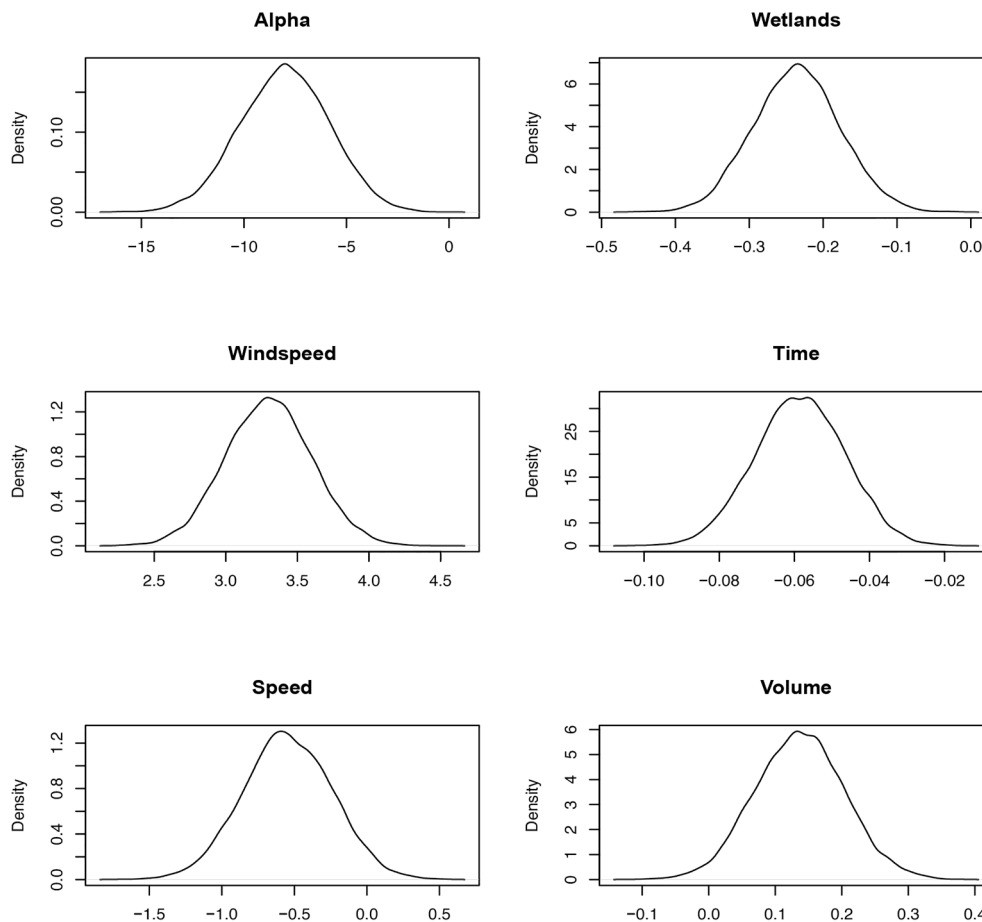 Alpha
Density
0.00 0.10
−15 −10 −5 0
Wetlands
Density
0 2 4 6
−0.5 −0.4 −0.3 −0.2 −0.1 0.0
Windspeed
Density
0.0 0.4 0.8 1.2
2.5 3.0 3.5 4.0 4.5
Time
Density
0 5 15 25
−0.10 −0.08 −0.06 −0.04 −0.02
Speed
Density
0.0 0.4 0.8 1.2
−1.5 −1.0 −0.5 0.0 0.5
Volume
Density
0 1 2 3 4 5 6
−0.1 0.0 0.1 0.2 0.3 0.4